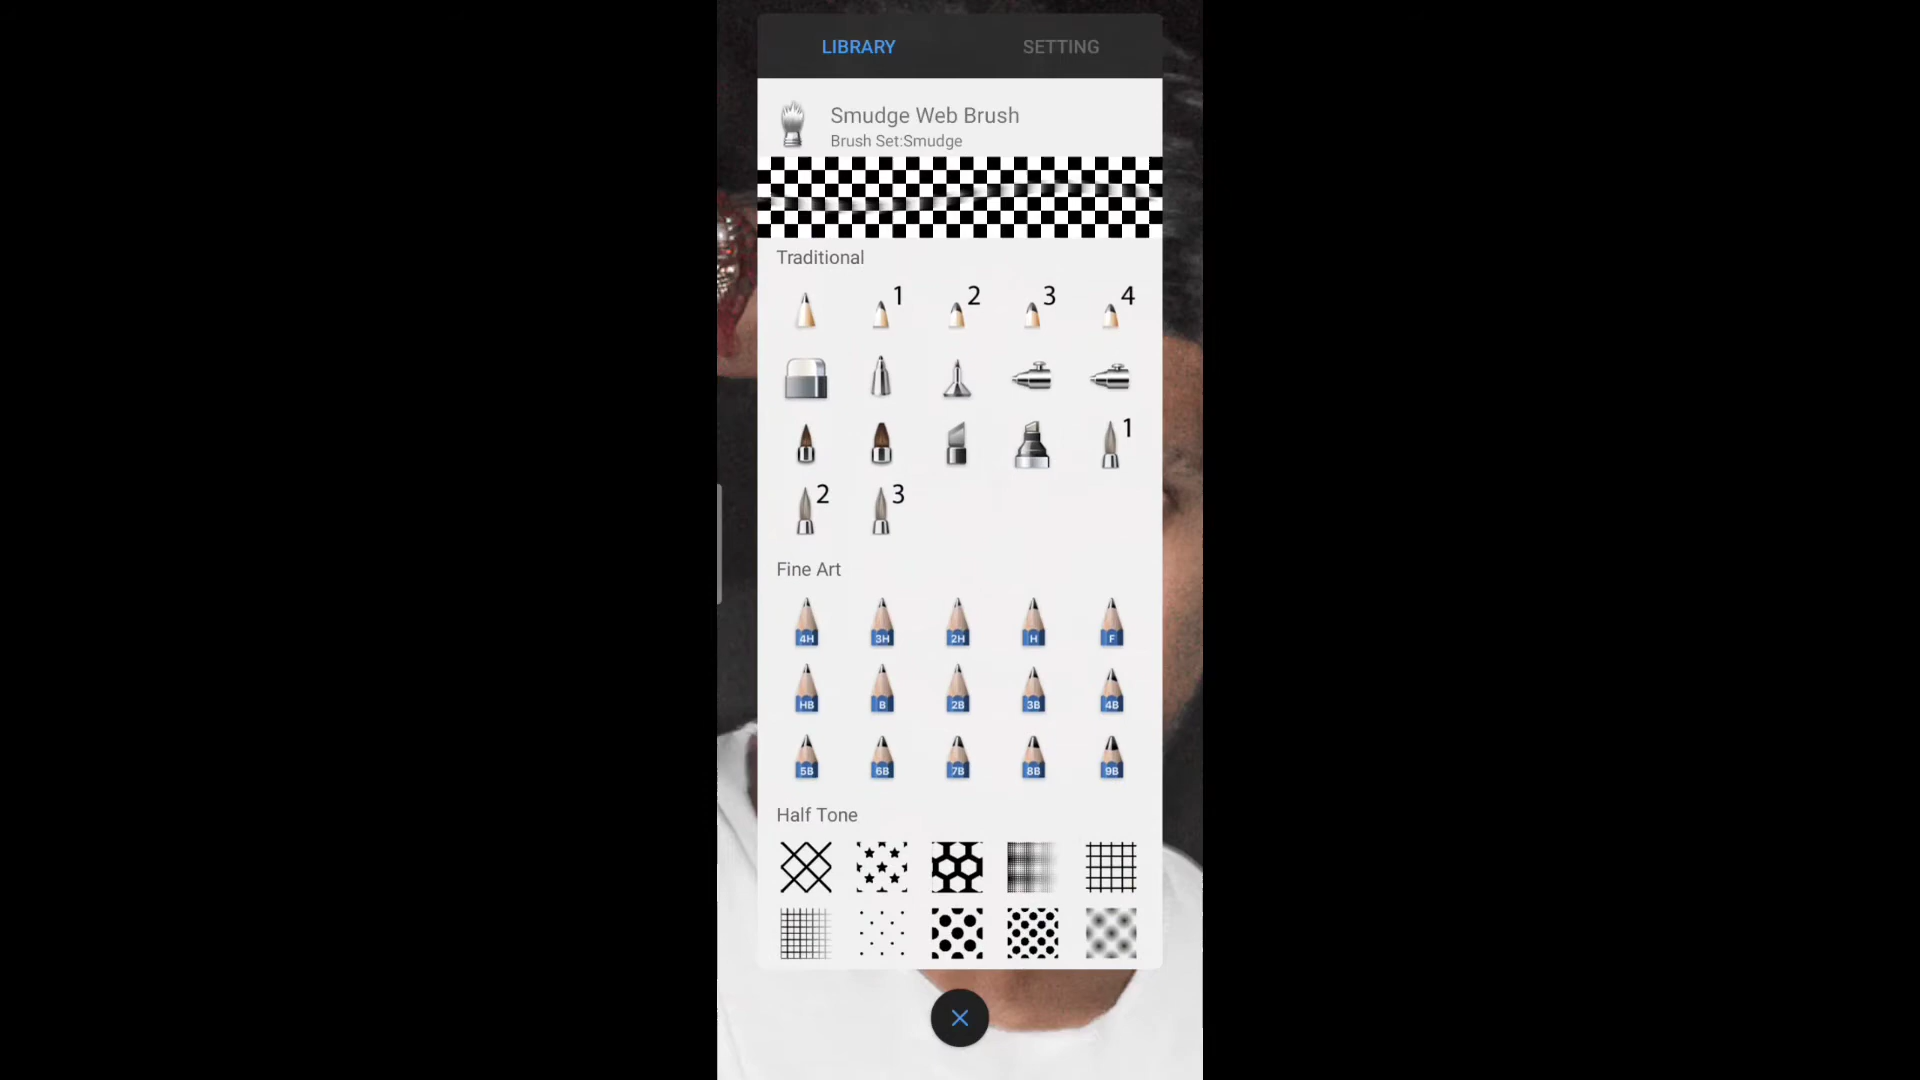 LIBRARY SETTING
Smudge Web Brush
Brush Set:Smudge
Traditional
1 2 3 4
1
2 3
Fine Art
4H 3H 2H H F
HB B 2B 3B 4B
5B 6B 7B 8B 9B
Half Tone